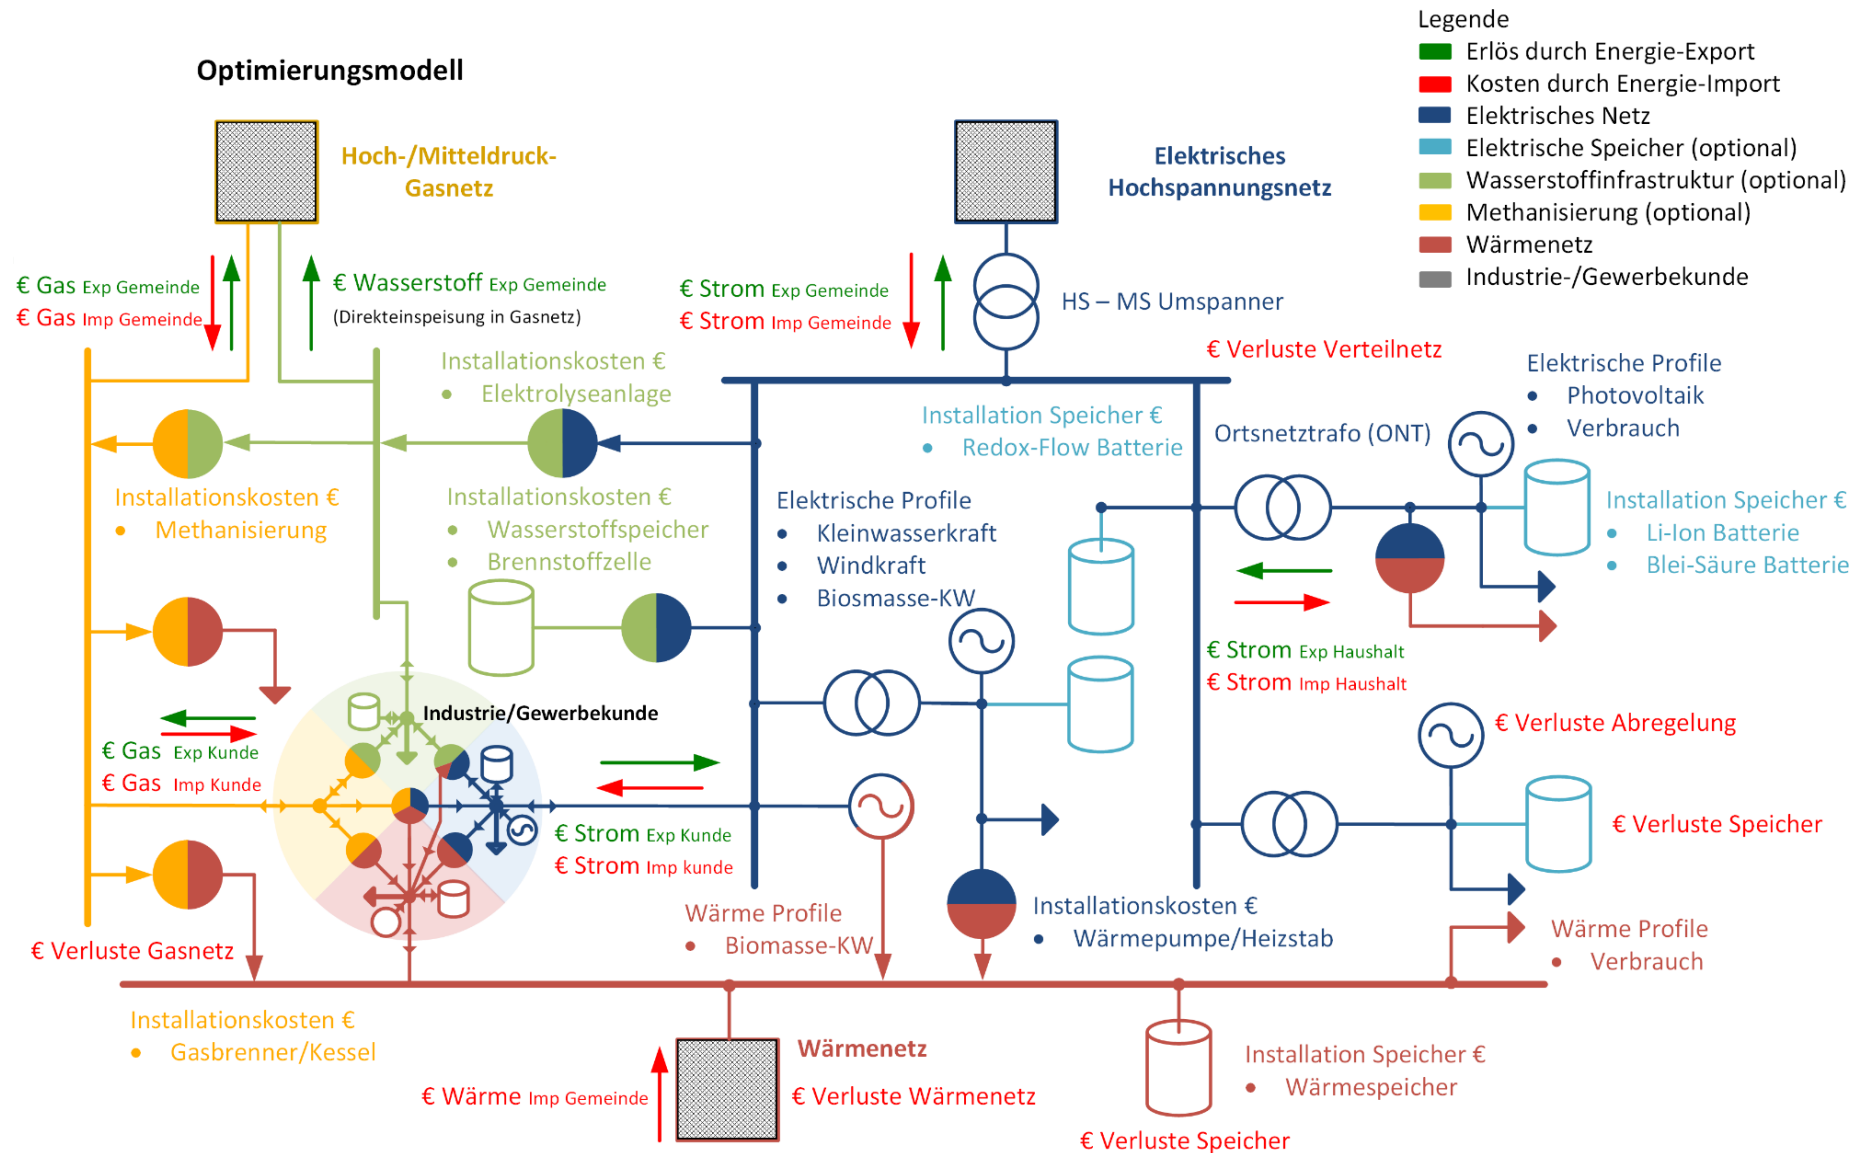 Optimierungsmodell
Legende
Erlös durch Energie-Export
Kosten durch Energie-Import
Elektrisches Netz
Elektrische Speicher (optional)
Wasserstoffinfrastruktur (optional)
Methanisierung (optional)
Wärmenetz
Industrie-/Gewerbekunde
Hoch-/Mitteldruck-
Gasnetz
Elektrisches
Hochspannungsnetz
€ Gas Exp Gemeinde
€ Gas Imp Gemeinde
€ Wasserstoff Exp Gemeinde
(Direkteinspeisung in Gasnetz)
€ Strom Exp Gemeinde
€ Strom Imp Gemeinde
HS – MS Umspanner
€ Verluste Verteilnetz
Installationskosten €
• Elektrolyseanlage
Installation Speicher €
• Redox-Flow Batterie
Ortsnetztrafo (ONT)
Elektrische Profile
• Photovoltaik
• Verbrauch
Installationskosten €
• Methanisierung
Installationskosten €
• Wasserstoffspeicher
• Brennstoffzelle
Elektrische Profile
• Kleinwasserkraft
• Windkraft
• Biosmasse-KW
Installation Speicher €
• Li-Ion Batterie
• Blei-Säure Batterie
€ Strom Exp Haushalt
€ Strom Imp Haushalt
Industrie/Gewerbekunde
€ Gas Exp Kunde
€ Gas Imp Kunde
€ Strom Exp Kunde
€ Strom Imp kunde
€ Verluste Abregelung
€ Verluste Speicher
€ Verluste Gasnetz
Wärme Profile
• Biomasse-KW
Installationskosten €
• Wärmepumpe/Heizstab
Wärme Profile
• Verbrauch
Installationskosten €
• Gasbrenner/Kessel
€ Wärme Imp Gemeinde
Wärmenetz
€ Verluste Wärmenetz
Installation Speicher €
• Wärmespeicher
€ Verluste Speicher